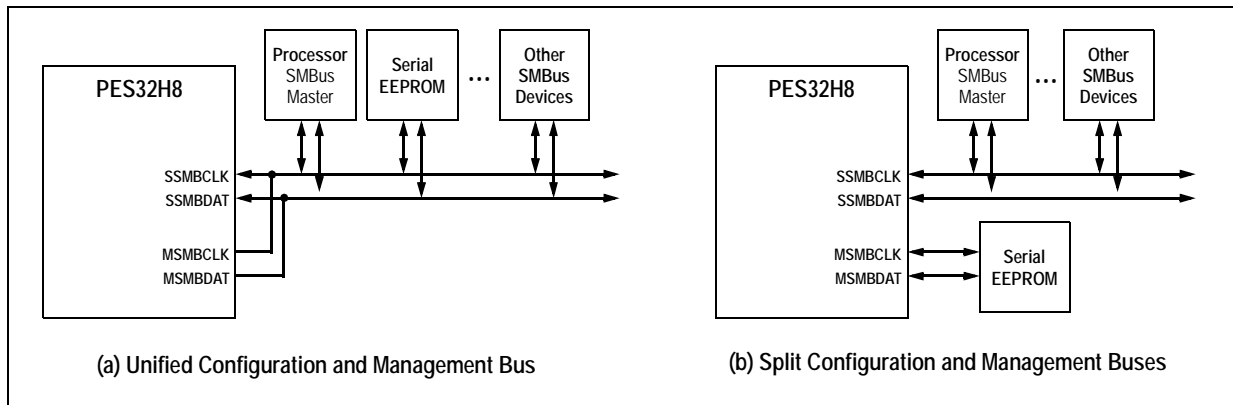 PES32H8
Processor
SMBus
Master
Serial
EEPROM
...
Other
SMBus
Devices
SSMBCLK
SSMBDAT
MSMBCLK
MSMBDAT
(a) Unified Configuration and Management Bus
PES32H8
Processor
SMBus
Master
...
Other
SMBus
Devices
SSMBCLK
SSMBDAT
MSMBCLK
MSMBDAT
Serial
EEPROM
(b) Split Configuration and Management Buses